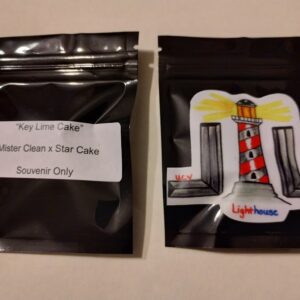 "Key Lime Cake"
Mister Clean x Star Cake
Souvenir Only
Lighthouse